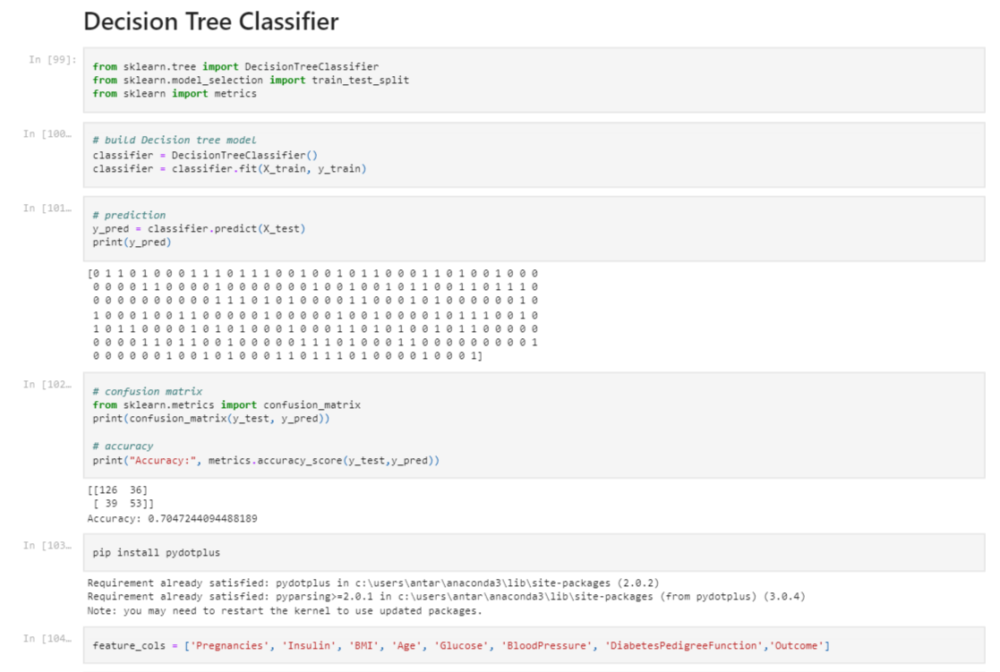 Decision Tree Classifier
In [99]:
from sklearn.tree import DecisionTreeClassifier
from sklearn.model_selection import train_test_split
from sklearn import metrics
In [100…
# build Decision tree model
classifier = DecisionTreeClassifier()
classifier = classifier.fit(X_train, y_train)
In [101…
# prediction
y_pred = classifier.predict(X_test)
print(y_pred)
[0 1 1 0 1 0 0 0 1 1 1 0 1 1 1 0 0 1 0 0 1 0 1 1 0 0 0 1 1 0 1 0 0 1 0 0 0
0 0 0 0 1 1 0 0 0 0 1 0 0 0 0 0 0 0 1 0 0 1 0 0 1 0 1 1 0 0 1 1 0 1 1 1 0
0 0 0 0 0 0 0 0 0 0 1 1 1 0 1 0 1 0 0 0 0 1 1 0 0 0 1 0 1 0 0 0 0 0 0 1 0
1 0 0 0 1 0 0 1 1 0 0 0 0 0 1 0 0 0 0 0 1 0 0 1 0 0 0 0 1 0 1 1 1 0 0 1 0
1 0 1 1 0 0 0 0 1 0 1 0 1 0 0 0 1 0 0 0 1 1 0 1 0 1 0 0 1 0 1 1 0 0 0 0 0
0 0 0 0 1 1 0 1 1 0 0 1 0 0 0 0 0 1 1 1 0 1 0 0 0 1 1 0 0 0 0 0 0 0 0 0 1
0 0 0 0 0 0 1 0 0 1 0 1 0 0 0 1 1 0 1 1 1 0 1 0 0 0 0 1 0 0 0 1]
In [102…
# confusion matrix
from sklearn.metrics import confusion_matrix
print(confusion_matrix(y_test, y_pred))
# accuracy
print("Accuracy:", metrics.accuracy_score(y_test,y_pred))
[[126 36]
[ 39 53]]
Accuracy: 0.7047244094488189
In [103…
pip install pydotplus
Requirement already satisfied: pydotplus in c:\users\antar\anaconda3\lib\site-packages (2.0.2)
Requirement already satisfied: pyparsing>=2.0.1 in c:\users\antar\anaconda3\lib\site-packages (from pydotplus) (3.0.4)
Note: you may need to restart the kernel to use updated packages.
In [104…
feature_cols = ['Pregnancies', 'Insulin', 'BMI', 'Age', 'Glucose', 'BloodPressure', 'DiabetesPedigreeFunction','Outcome']